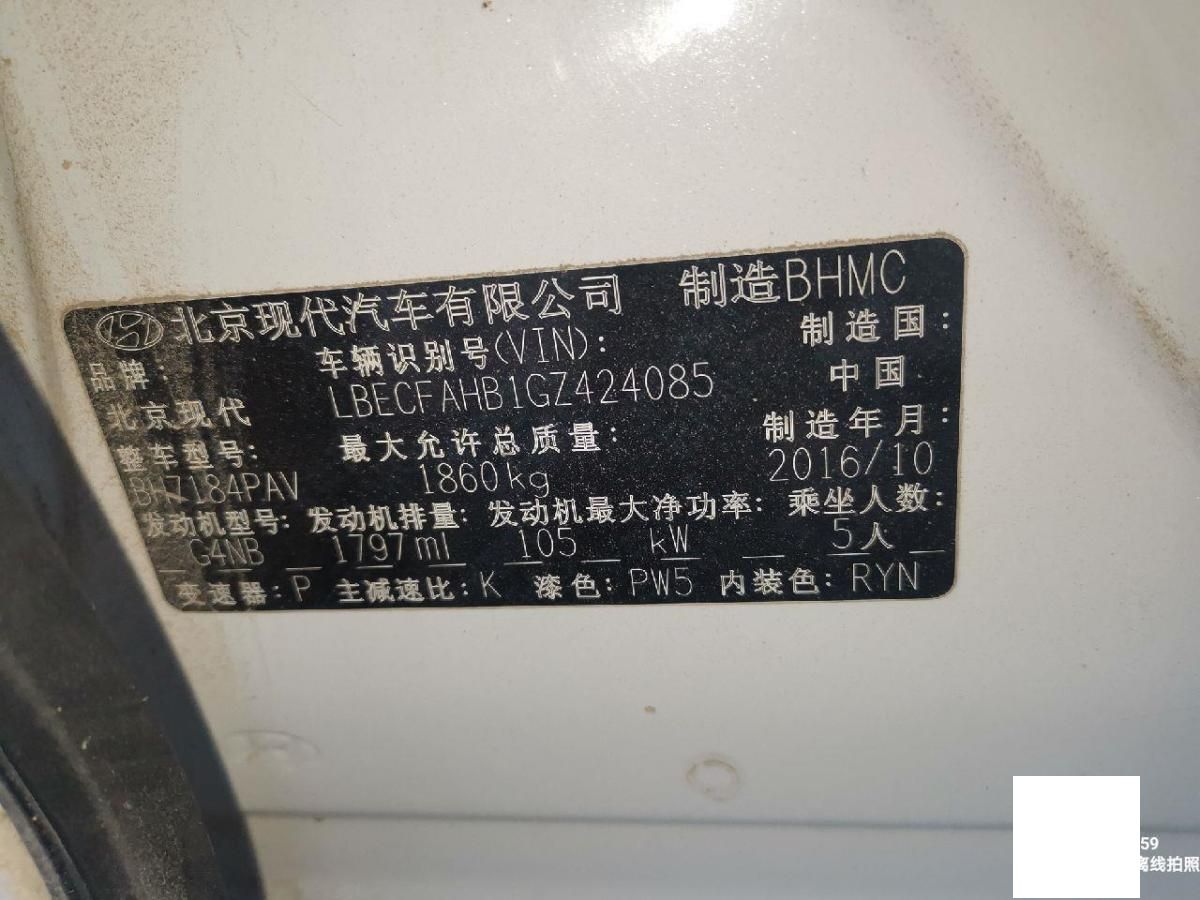 北京现代汽车有限公司 制造BHMC
品牌: 车辆识别号(VIN): 制造国:
北京现代 LBECFAHB1GZ424085 中国
整车型号: 最大允许总质量: 制造年月:
BH7184PAV 1860kg 2016/10
发动机型号: 发动机排量: 发动机最大净功率: 乘坐人数:
G4NB 1797ml 105 kW 5人
变速器: P 主减速比: K 漆色: PW5 内装色: RYN
59
离线拍照